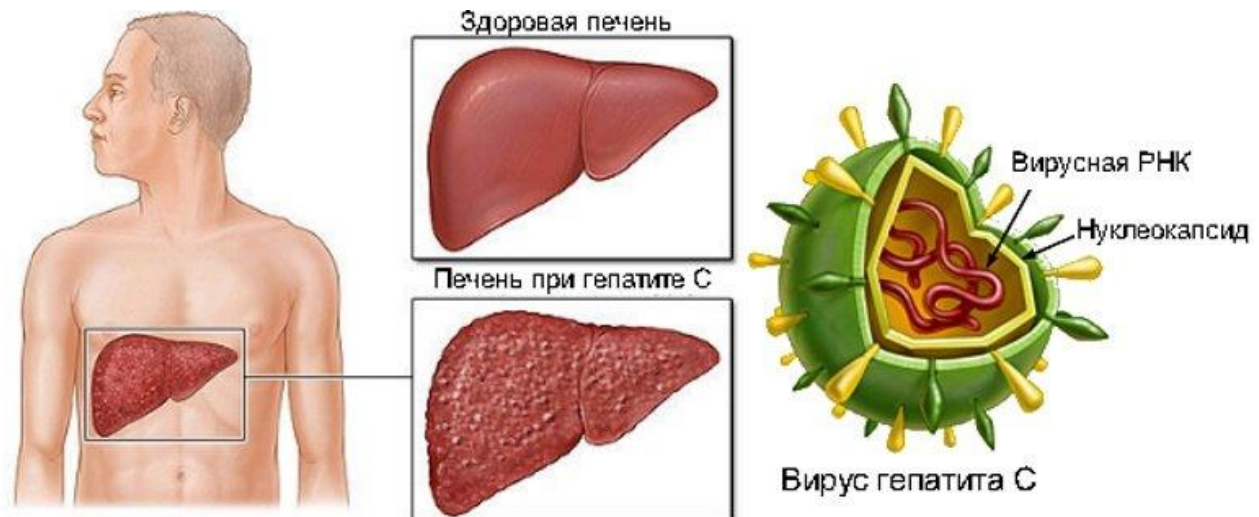 Здоровая печень
Печень при гепатите С
Вирусная РНК
Нуклеокапсид
Вирус гепатита С